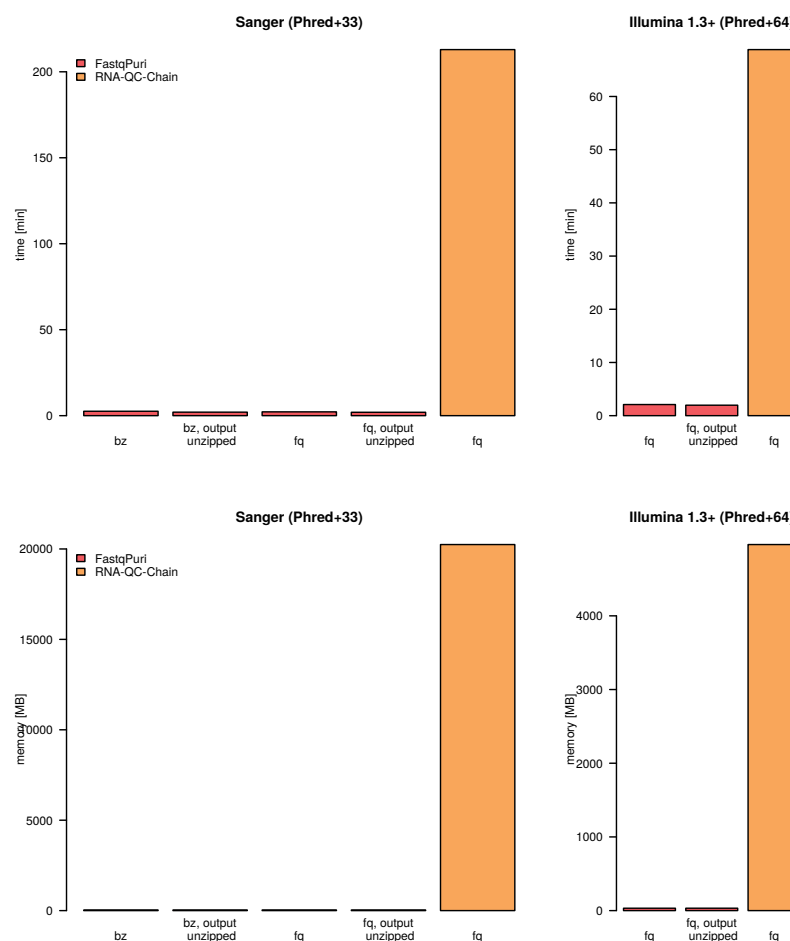 Sanger (Phred+33)
FastqPuri
RNA-QC-Chain
200
150
100
50
0
time [min]
bz
bz, output
unzipped
fq
fq, output
unzipped
fq
Illumina 1.3+ (Phred+64)
60
50
40
30
20
10
0
time [min]
fq
fq, output
unzipped
fq
Sanger (Phred+33)
FastqPuri
RNA-QC-Chain
20000
15000
10000
5000
0
memory [MB]
bz
bz, output
unzipped
fq
fq, output
unzipped
fq
Illumina 1.3+ (Phred+64
4000
3000
2000
1000
0
memory [MB]
fq
fq, output
unzipped
fq